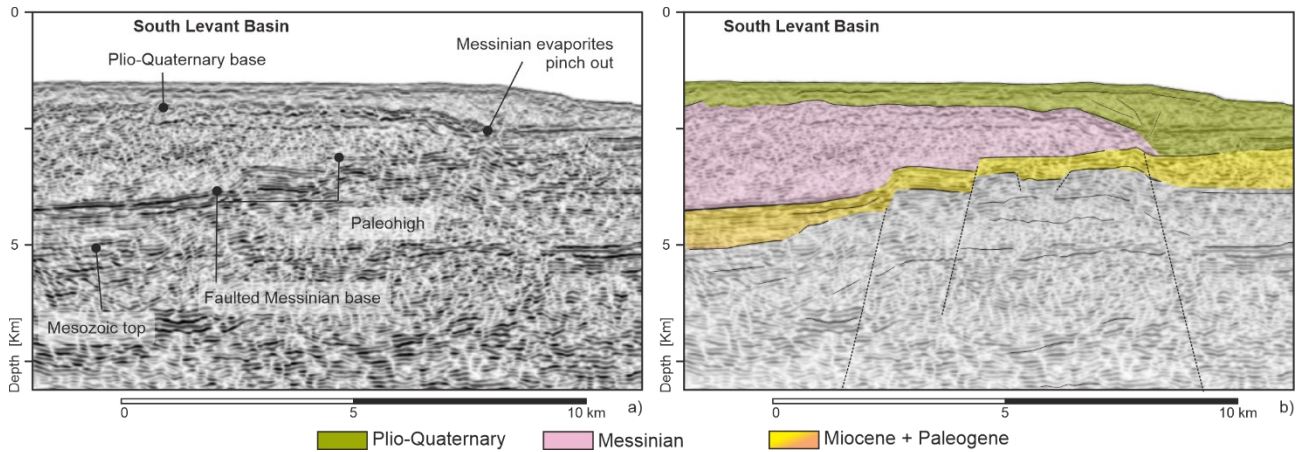 South Levant Basin
Plio-Quaternary base
Messinian evaporites
pinch out
Paleohigh
Faulted Messinian base
Mesozoic top
0
5
Depth [Km]
0 5 10 km
a)
South Levant Basin
0
5
Depth [Km]
0 5 10 km
b)
Plio-Quaternary Messinian Miocene + Paleogene